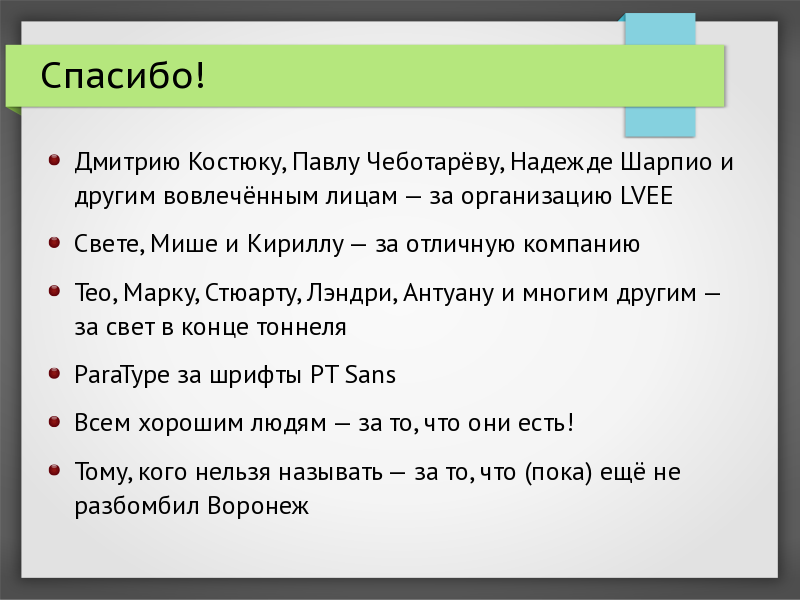 Спасибо!
Дмитрию Костюку, Павлу Чеботарёву, Надежде Шарпио и
другим вовлечённым лицам — за организацию LVEE
Свете, Мише и Кириллу — за отличную компанию
Тео, Марку, Стюарту, Лэндри, Антуану и многим другим —
за свет в конце тоннеля
ParaType за шрифты PT Sans
Всем хорошим людям — за то, что они есть!
Тому, кого нельзя называть — за то, что (пока) ещё не
разбомбил Воронеж